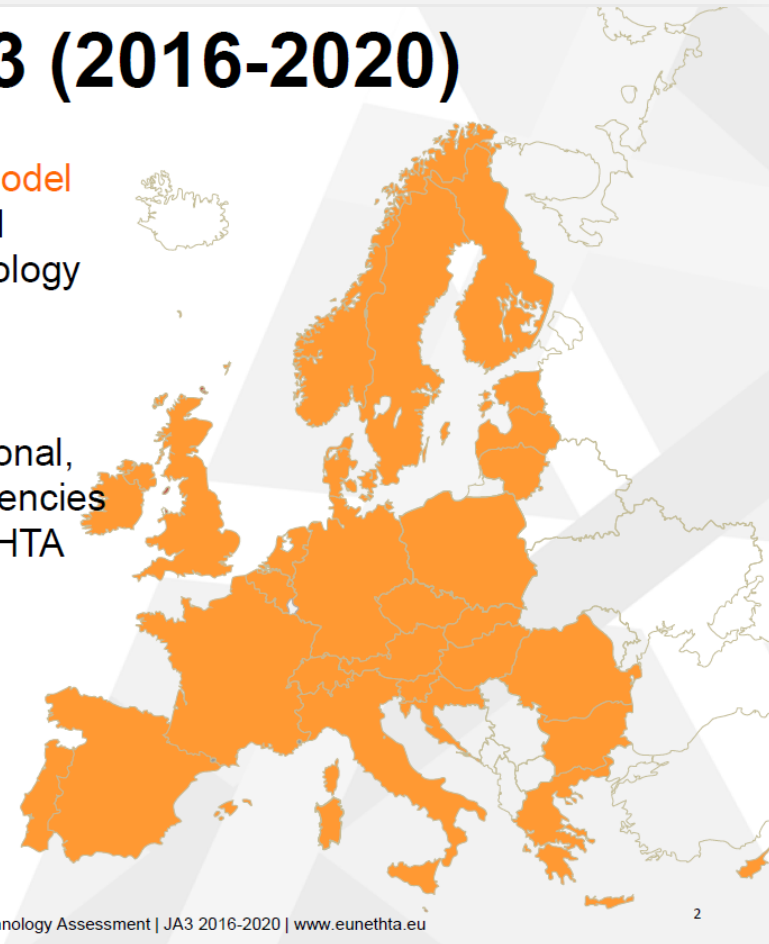 3 (2016-2020)
odel
l
ology
onal,
encies
HTA
nology Assessment | JA3 2016-2020 | www.eunethta.eu
2